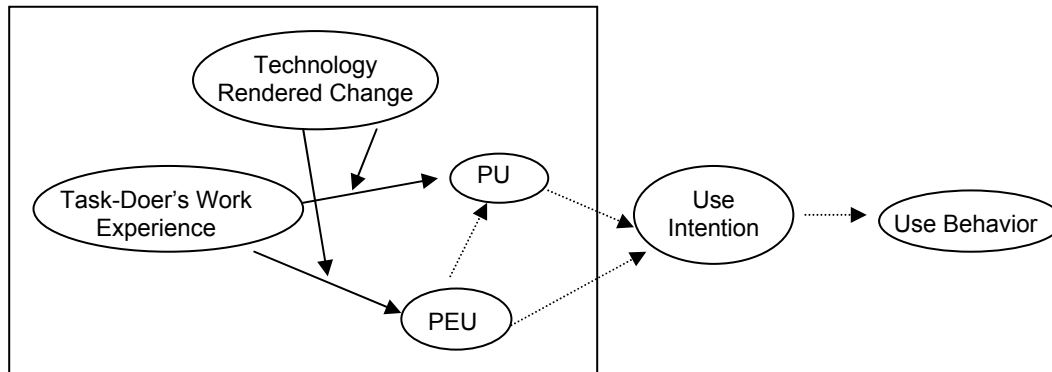 Technology
Rendered Change
Task-Doer's Work
Experience
PU
PEU
Use
Intention
Use Behavior